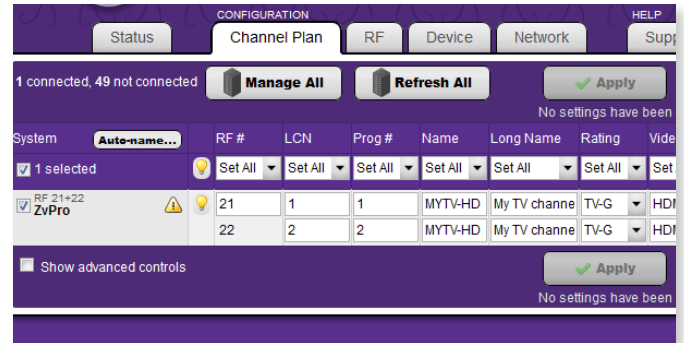 CONFIGURATION HELP
Status Channel Plan RF Device Network Supp
1 connected, 49 not connected Manage All Refresh All Apply
No settings have been
System Auto-name... RF # LCN Prog # Name Long Name Rating Vide
1 selected Set All Set All Set All Set All Set All Set All Set
RF 21+22
ZvPro 21 1 1 MYTV-HD My TV channe TV-G HDM
22 2 2 MYTV-HD My TV channe TV-G HDM
Show advanced controls Apply
No settings have been